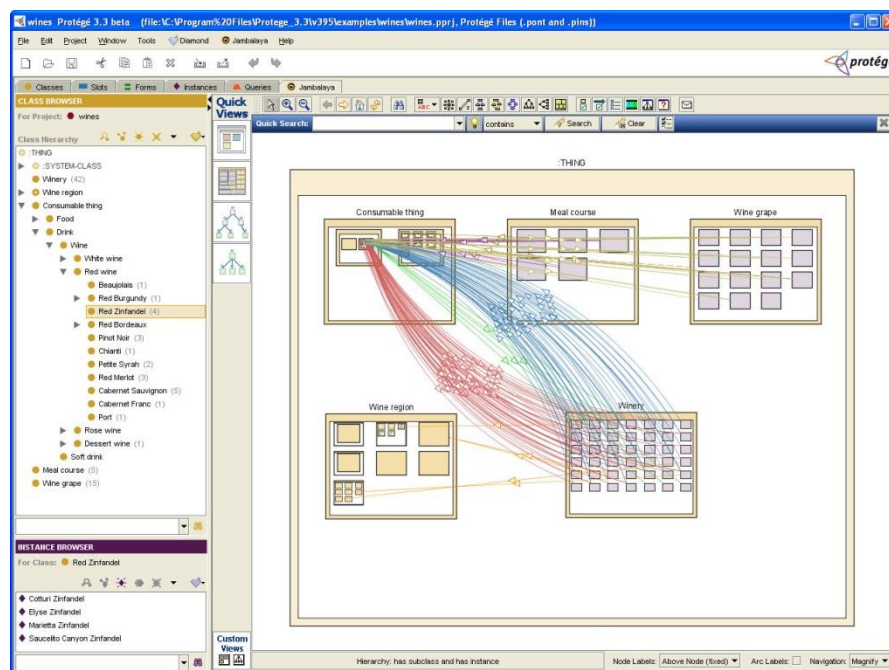 wines Protégé 3.3 beta (file:\C:\Program%20Files\Protege_3.3\v395\examples\wines\wines.pprj, Protégé Files (.pont and .pins))
File Edit Project Window Tools Diamond Jambalaya Help
protégé
Classes Slots Forms Instances Queries Jambalaya
CLASS BROWSER
For Project: wines
Class Hierarchy
:THING
:SYSTEM-CLASS
Winery (42)
Wine region
Consumable thing
Food
Drink
Wine
White wine
Red wine
Beaujolais (1)
Red Burgundy (1)
Red Zinfandel (4)
Red Bordeaux
Pinot Noir (3)
Chianti (1)
Petite Syrah (2)
Red Merlot (3)
Cabernet Sauvignon (5)
Cabernet Franc (1)
Port (1)
Rose wine
Dessert wine (1)
Soft drink
Meal course (5)
Wine grape (15)
INSTANCE BROWSER
For Class: Red Zinfandel
Cotturi Zinfandel
Elyse Zinfandel
Marietta Zinfandel
Saucelito Canyon Zinfandel
Quick Views
Custom Views
ABC
Quick Search: contains Search Clear
:THING
Consumable thing Meal course Wine grape
Wine region Winery
Hierarchy: has subclass and has instance Node Labels: Above Node (fixed) Arc Labels: Navigation: Magnify